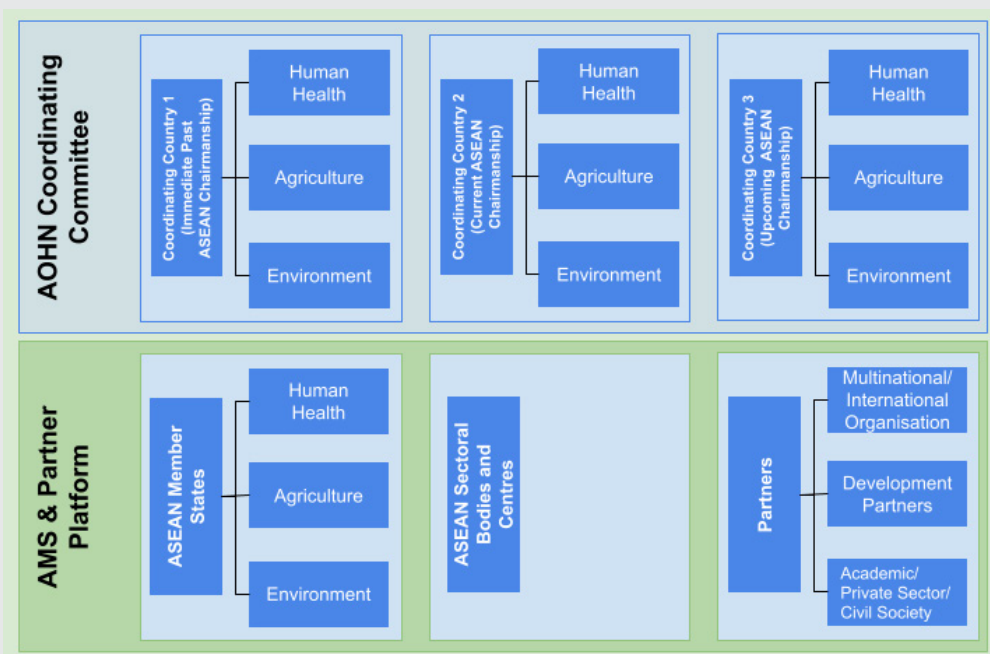 AOHN Coordinating
Committee
Coordinating Country 1
(Immediate Past
ASEAN Chairmanship)
Human
Health
Agriculture
Environment
Coordinating Country 2
(Current ASEAN
Chairmanship)
Human
Health
Agriculture
Environment
Coordinating Country 3
(Upcoming ASEAN
Chairmanship)
Human
Health
Agriculture
Environment
AMS & Partner
Platform
ASEAN Member
States
Human
Health
Agriculture
Environment
ASEAN Sectoral
Bodies and
Centres
Partners
Multinational/
International
Organisation
Development
Partners
Academic/
Private Sector/
Civil Society